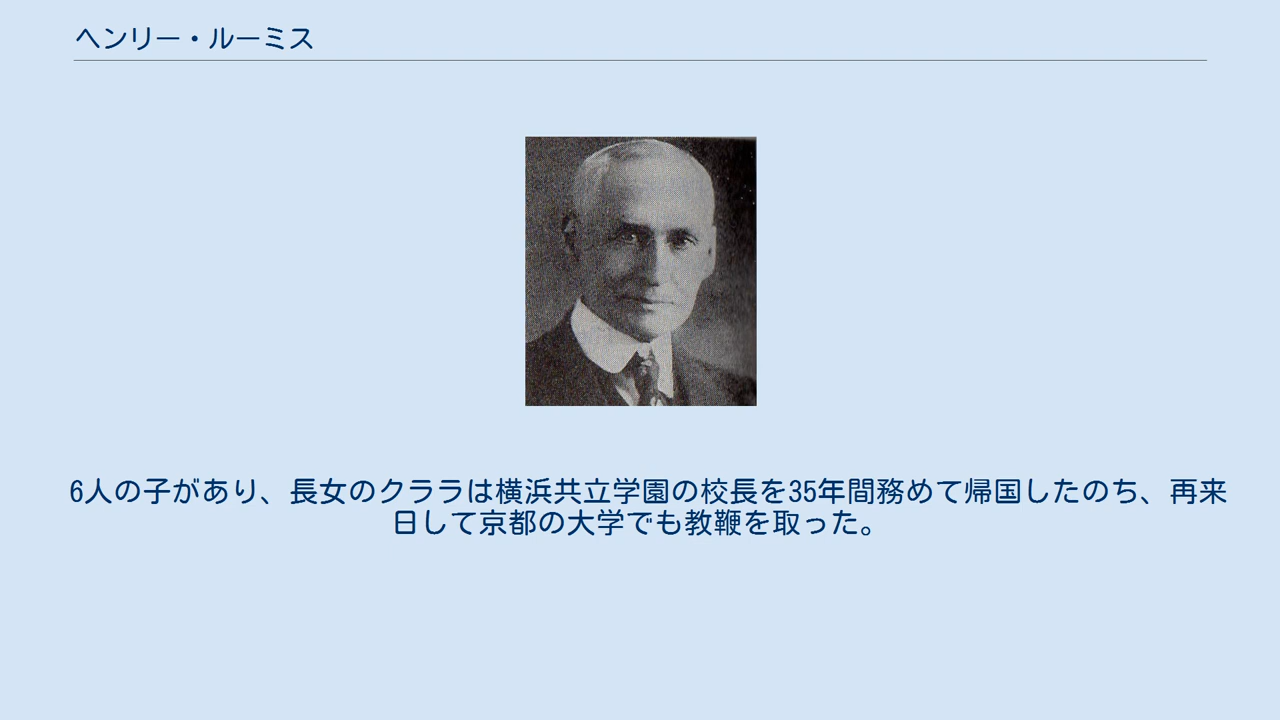 ヘンリー・ルーミス
6人の子があり、長女のクララは横浜共立学園の校長を35年間務めて帰国したのち、再来
日して京都の大学でも教鞭を取った。